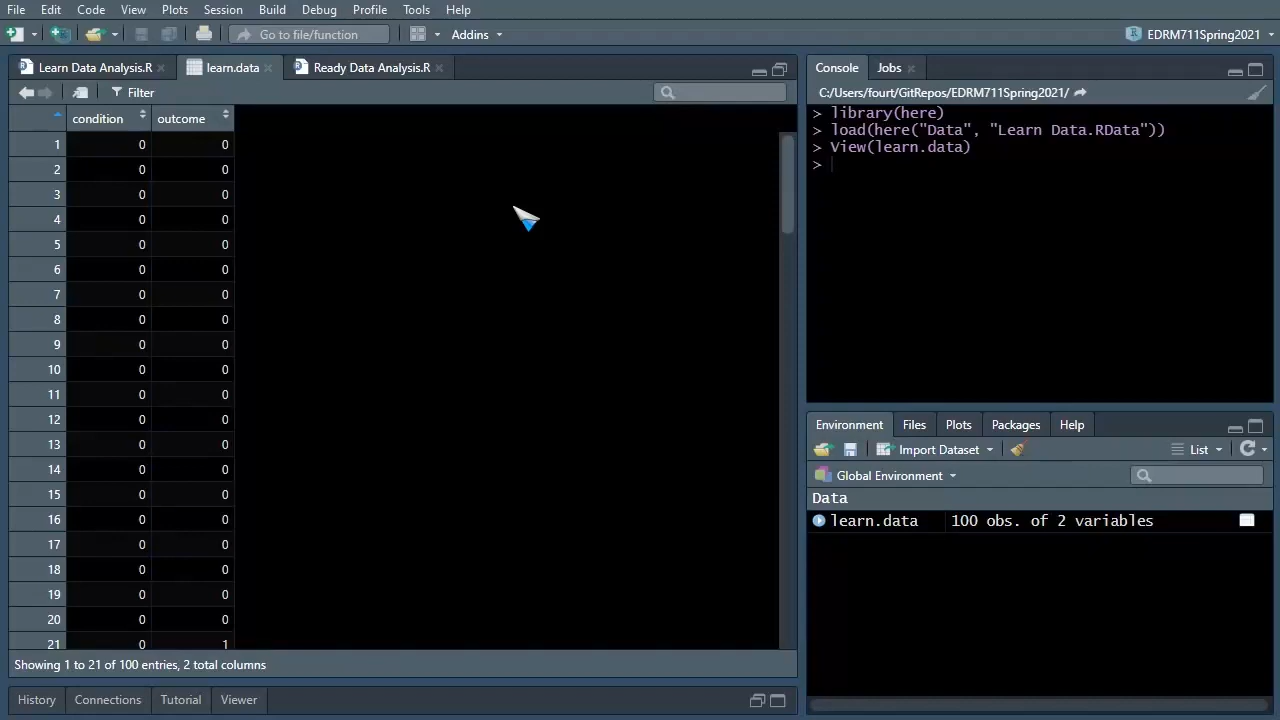 File Edit Code View Plots Session Build Debug Profile Tools Help
Go to file/function Addins EDRM711Spring2021
Learn Data Analysis.R learn.data Ready Data Analysis.R
Filter
condition outcome
1 0 0
2 0 0
3 0 0
4 0 0
5 0 0
6 0 0
7 0 0
8 0 0
9 0 0
10 0 0
11 0 0
12 0 0
13 0 0
14 0 0
15 0 0
16 0 0
17 0 0
18 0 0
19 0 0
20 0 0
21 0 1
Showing 1 to 21 of 100 entries, 2 total columns
History Connections Tutorial Viewer
Console Jobs
C:/Users/fourt/GitRepos/EDRM711Spring2021/
> library(here)
> load(here("Data", "Learn Data.RData"))
> View(learn.data)
>
Environment Files Plots Packages Help
Import Dataset List
Global Environment
Data
learn.data 100 obs. of 2 variables